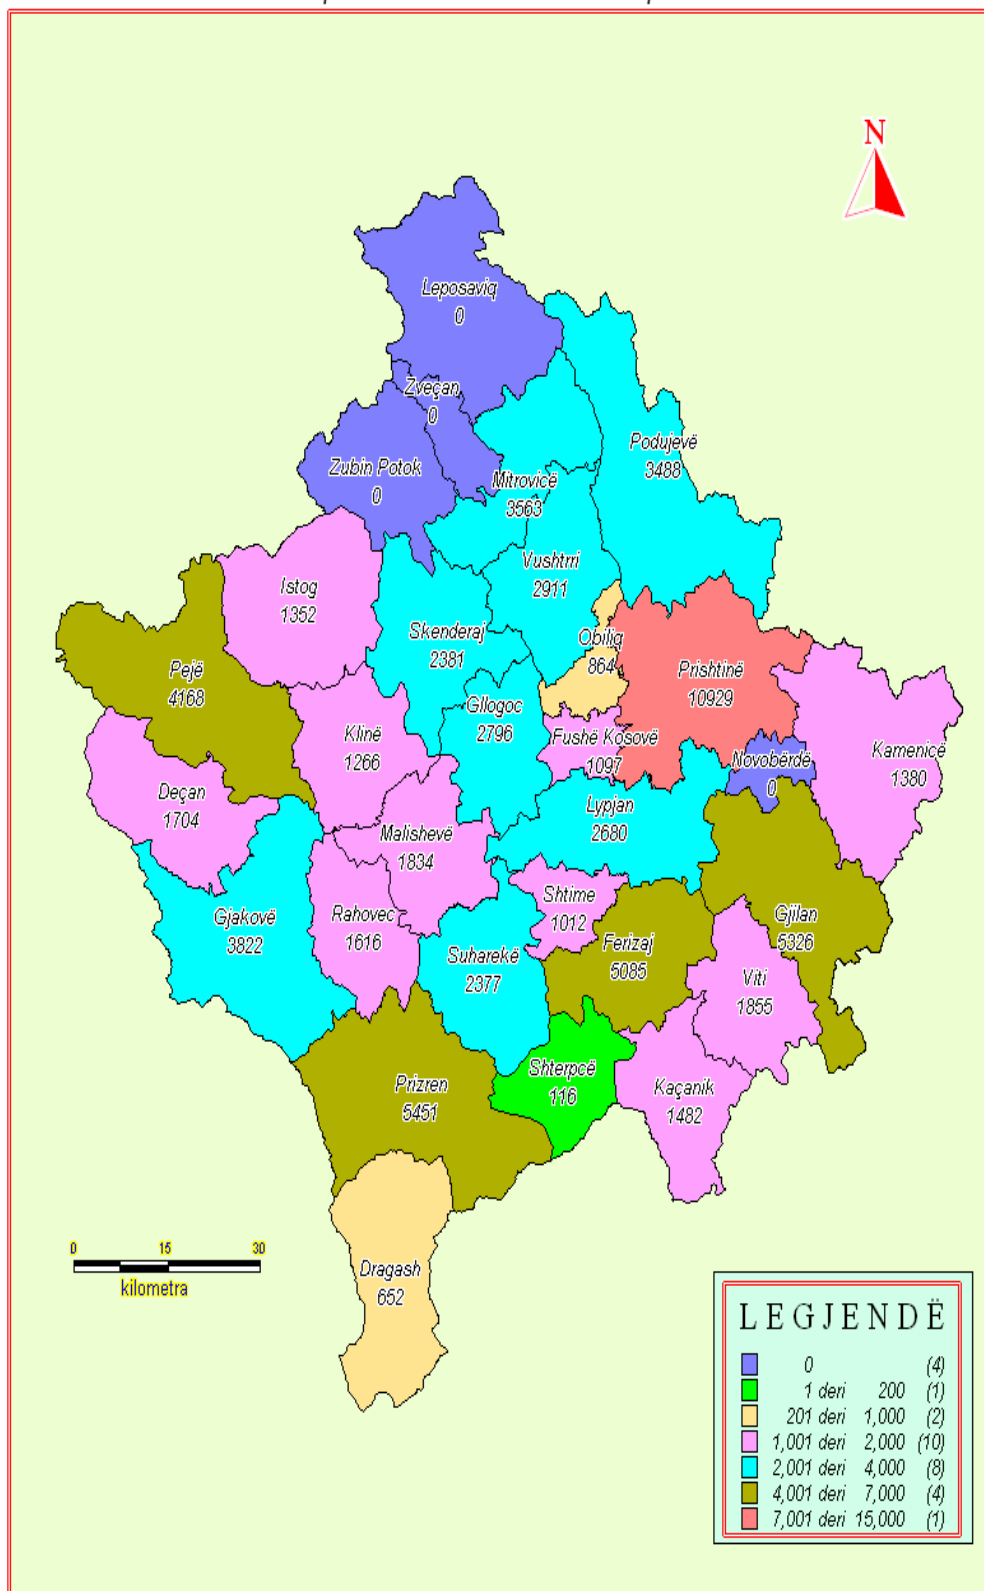 N
Leposaviq
0
Zveçan
0
Zubin Potok
0
Podujevë
3488
Mitrovicë
3563
Vushtrri
2911
Istog
1352
Skenderaj
2381
Obiliq
864
Pejë
4168
Prishtinë
10929
Gllogoc
2796
Klinë
1266
Fushë Kosovë
1097
Novobërdë
0
Kamenicë
1380
Deçan
1704
Lypjan
2680
Malishevë
1834
Shtime
1012
Gjakovë
3822
Rahovec
1616
Gjilan
5326
Ferizaj
5085
Suharekë
2377
Viti
1855
Shterpcë
116
Prizren
5451
Kaçanik
1482
Dragash
652
0 15 30
kilometra
LEGJENDË
0 (4)
1 deri 200 (1)
201 deri 1,000 (2)
1,001 deri 2,000 (10)
2,001 deri 4,000 (8)
4,001 deri 7,000 (4)
7,001 deri 15,000 (1)